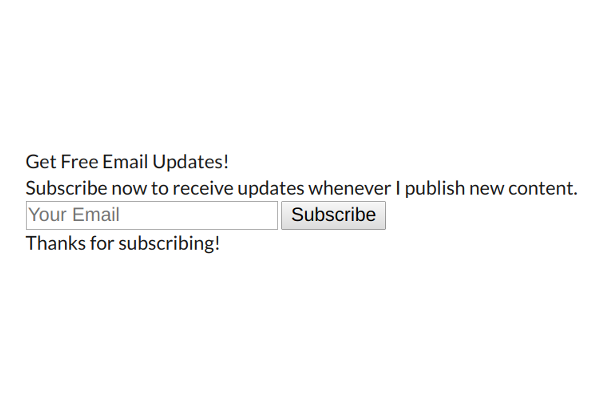 Get Free Email Updates!
Subscribe now to receive updates whenever I publish new content.
Your Email Subscribe
Thanks for subscribing!